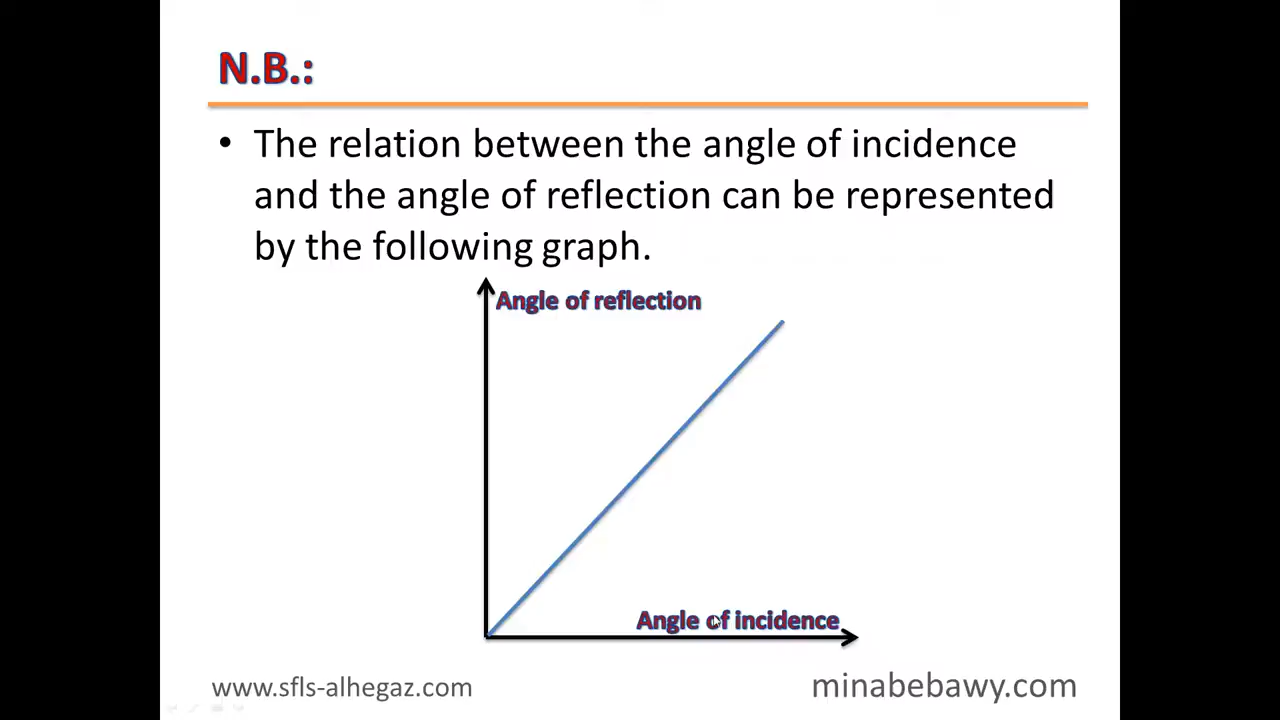 N.B.:
• The relation between the angle of incidence
and the angle of reflection can be represented
by the following graph.
Angle of reflection
Angle of incidence
www.sfls-alhegaz.com
minabebawy.com